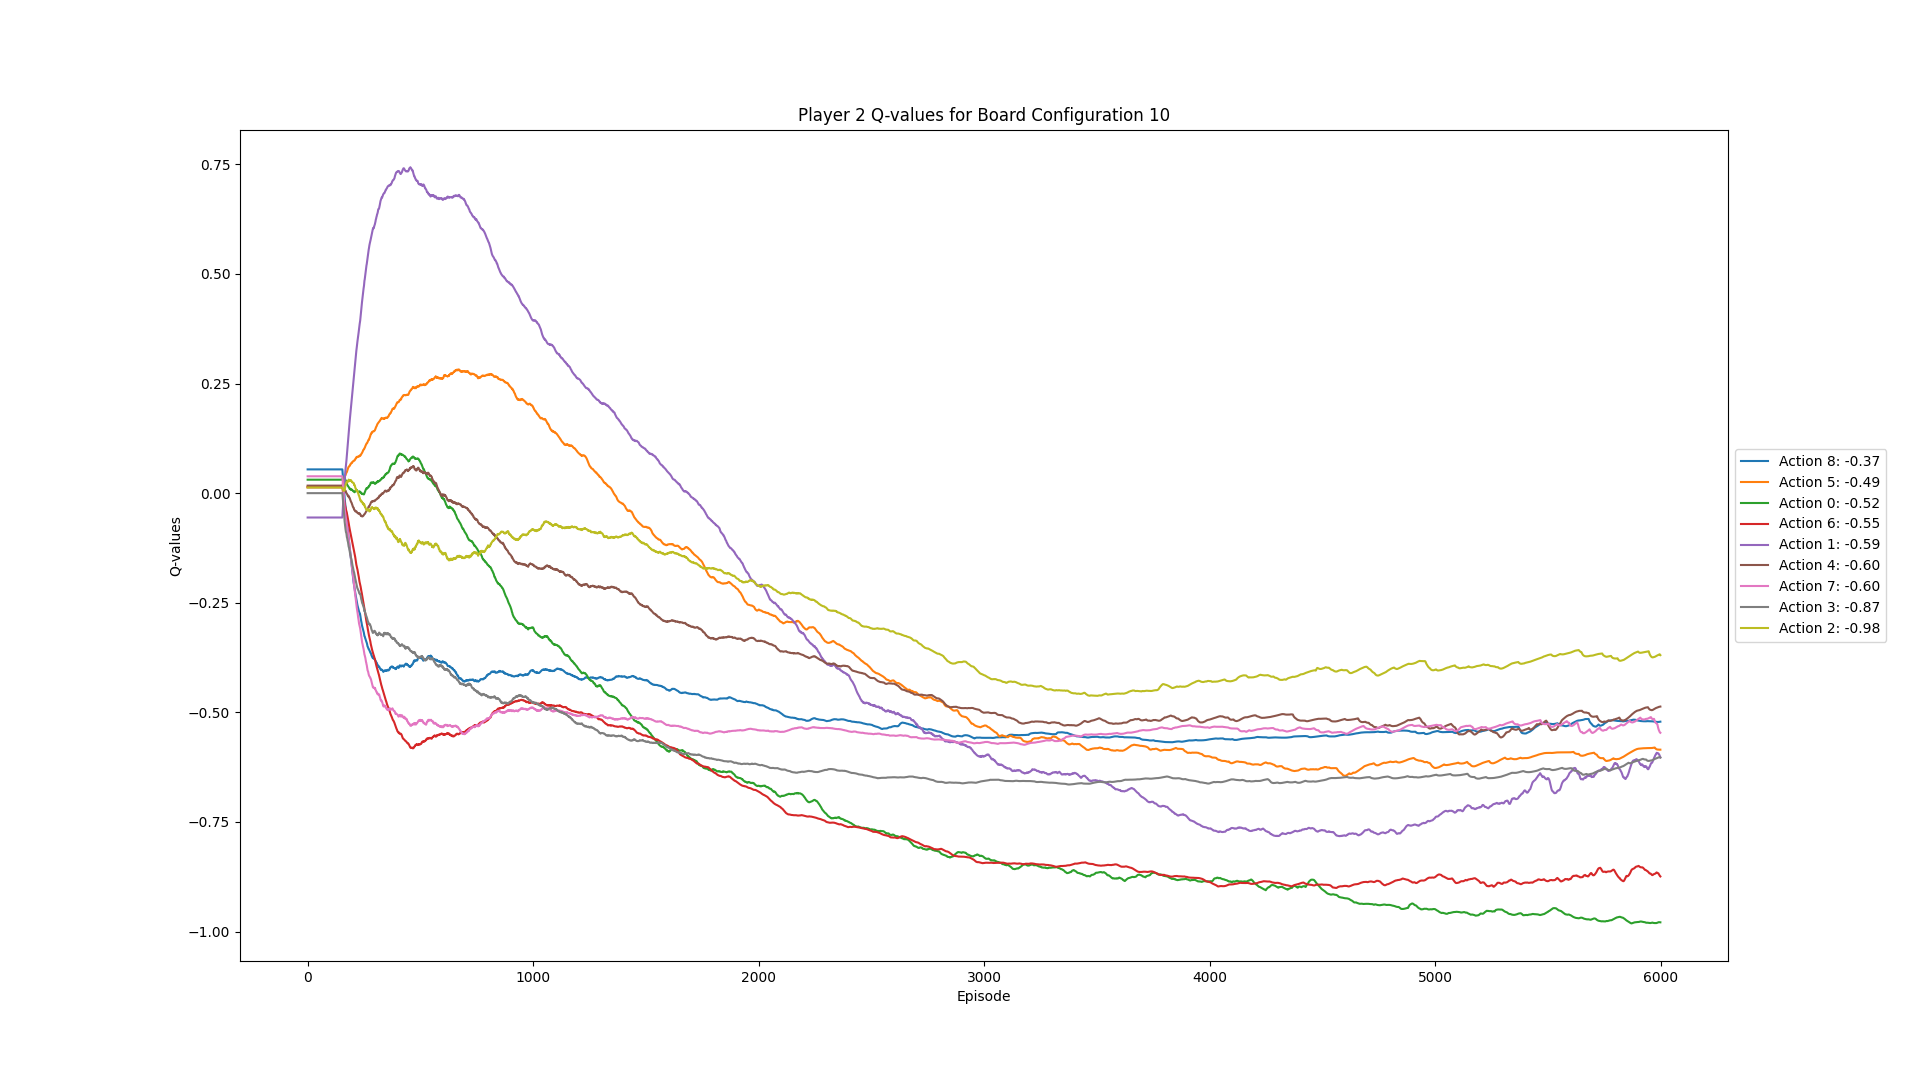 Player 2 Q-values for Board Configuration 10
0.75
0.50
0.25
0.00
−0.25
−0.50
−0.75
−1.00
Q-values
0 1000 2000 3000 4000 5000 6000
Episode
Action 8: -0.37
Action 5: -0.49
Action 0: -0.52
Action 6: -0.55
Action 1: -0.59
Action 4: -0.60
Action 7: -0.60
Action 3: -0.87
Action 2: -0.98